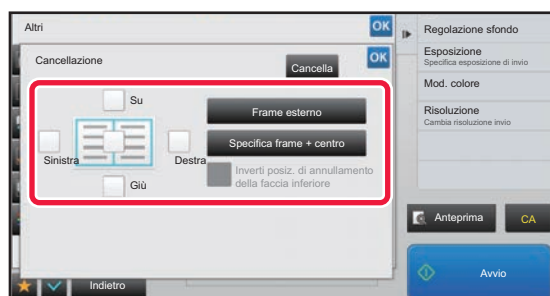 Altri
OK
Cancellazione
Cancella
OK
Su
Sinistra
Destra
Giù
Frame esterno
Specifica frame + centro
Inverti posiz. di annullamento
della faccia inferiore
Indietro
Regolazione sfondo
Esposizione
Specifica esposizione di invio
Mod. colore
Risoluzione
Cambia risoluzione invio
Anteprima
CA
Avvio